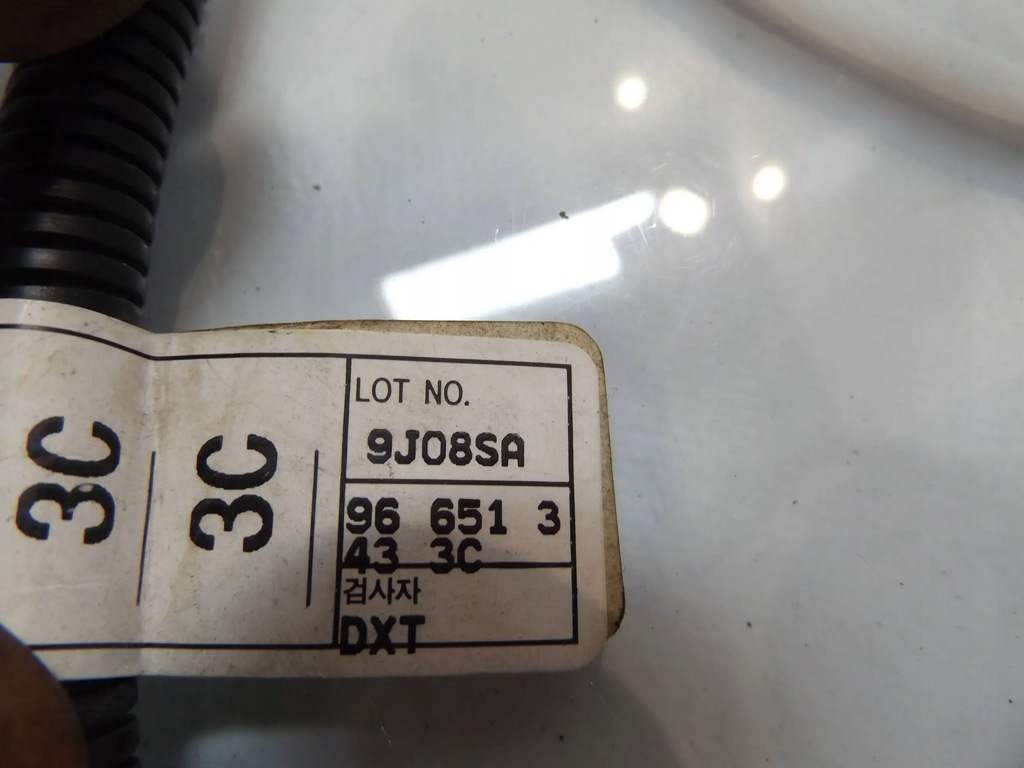 3C
3C
LOT NO.
9J08SA
96 651 3
43 3C
검사자
DXT